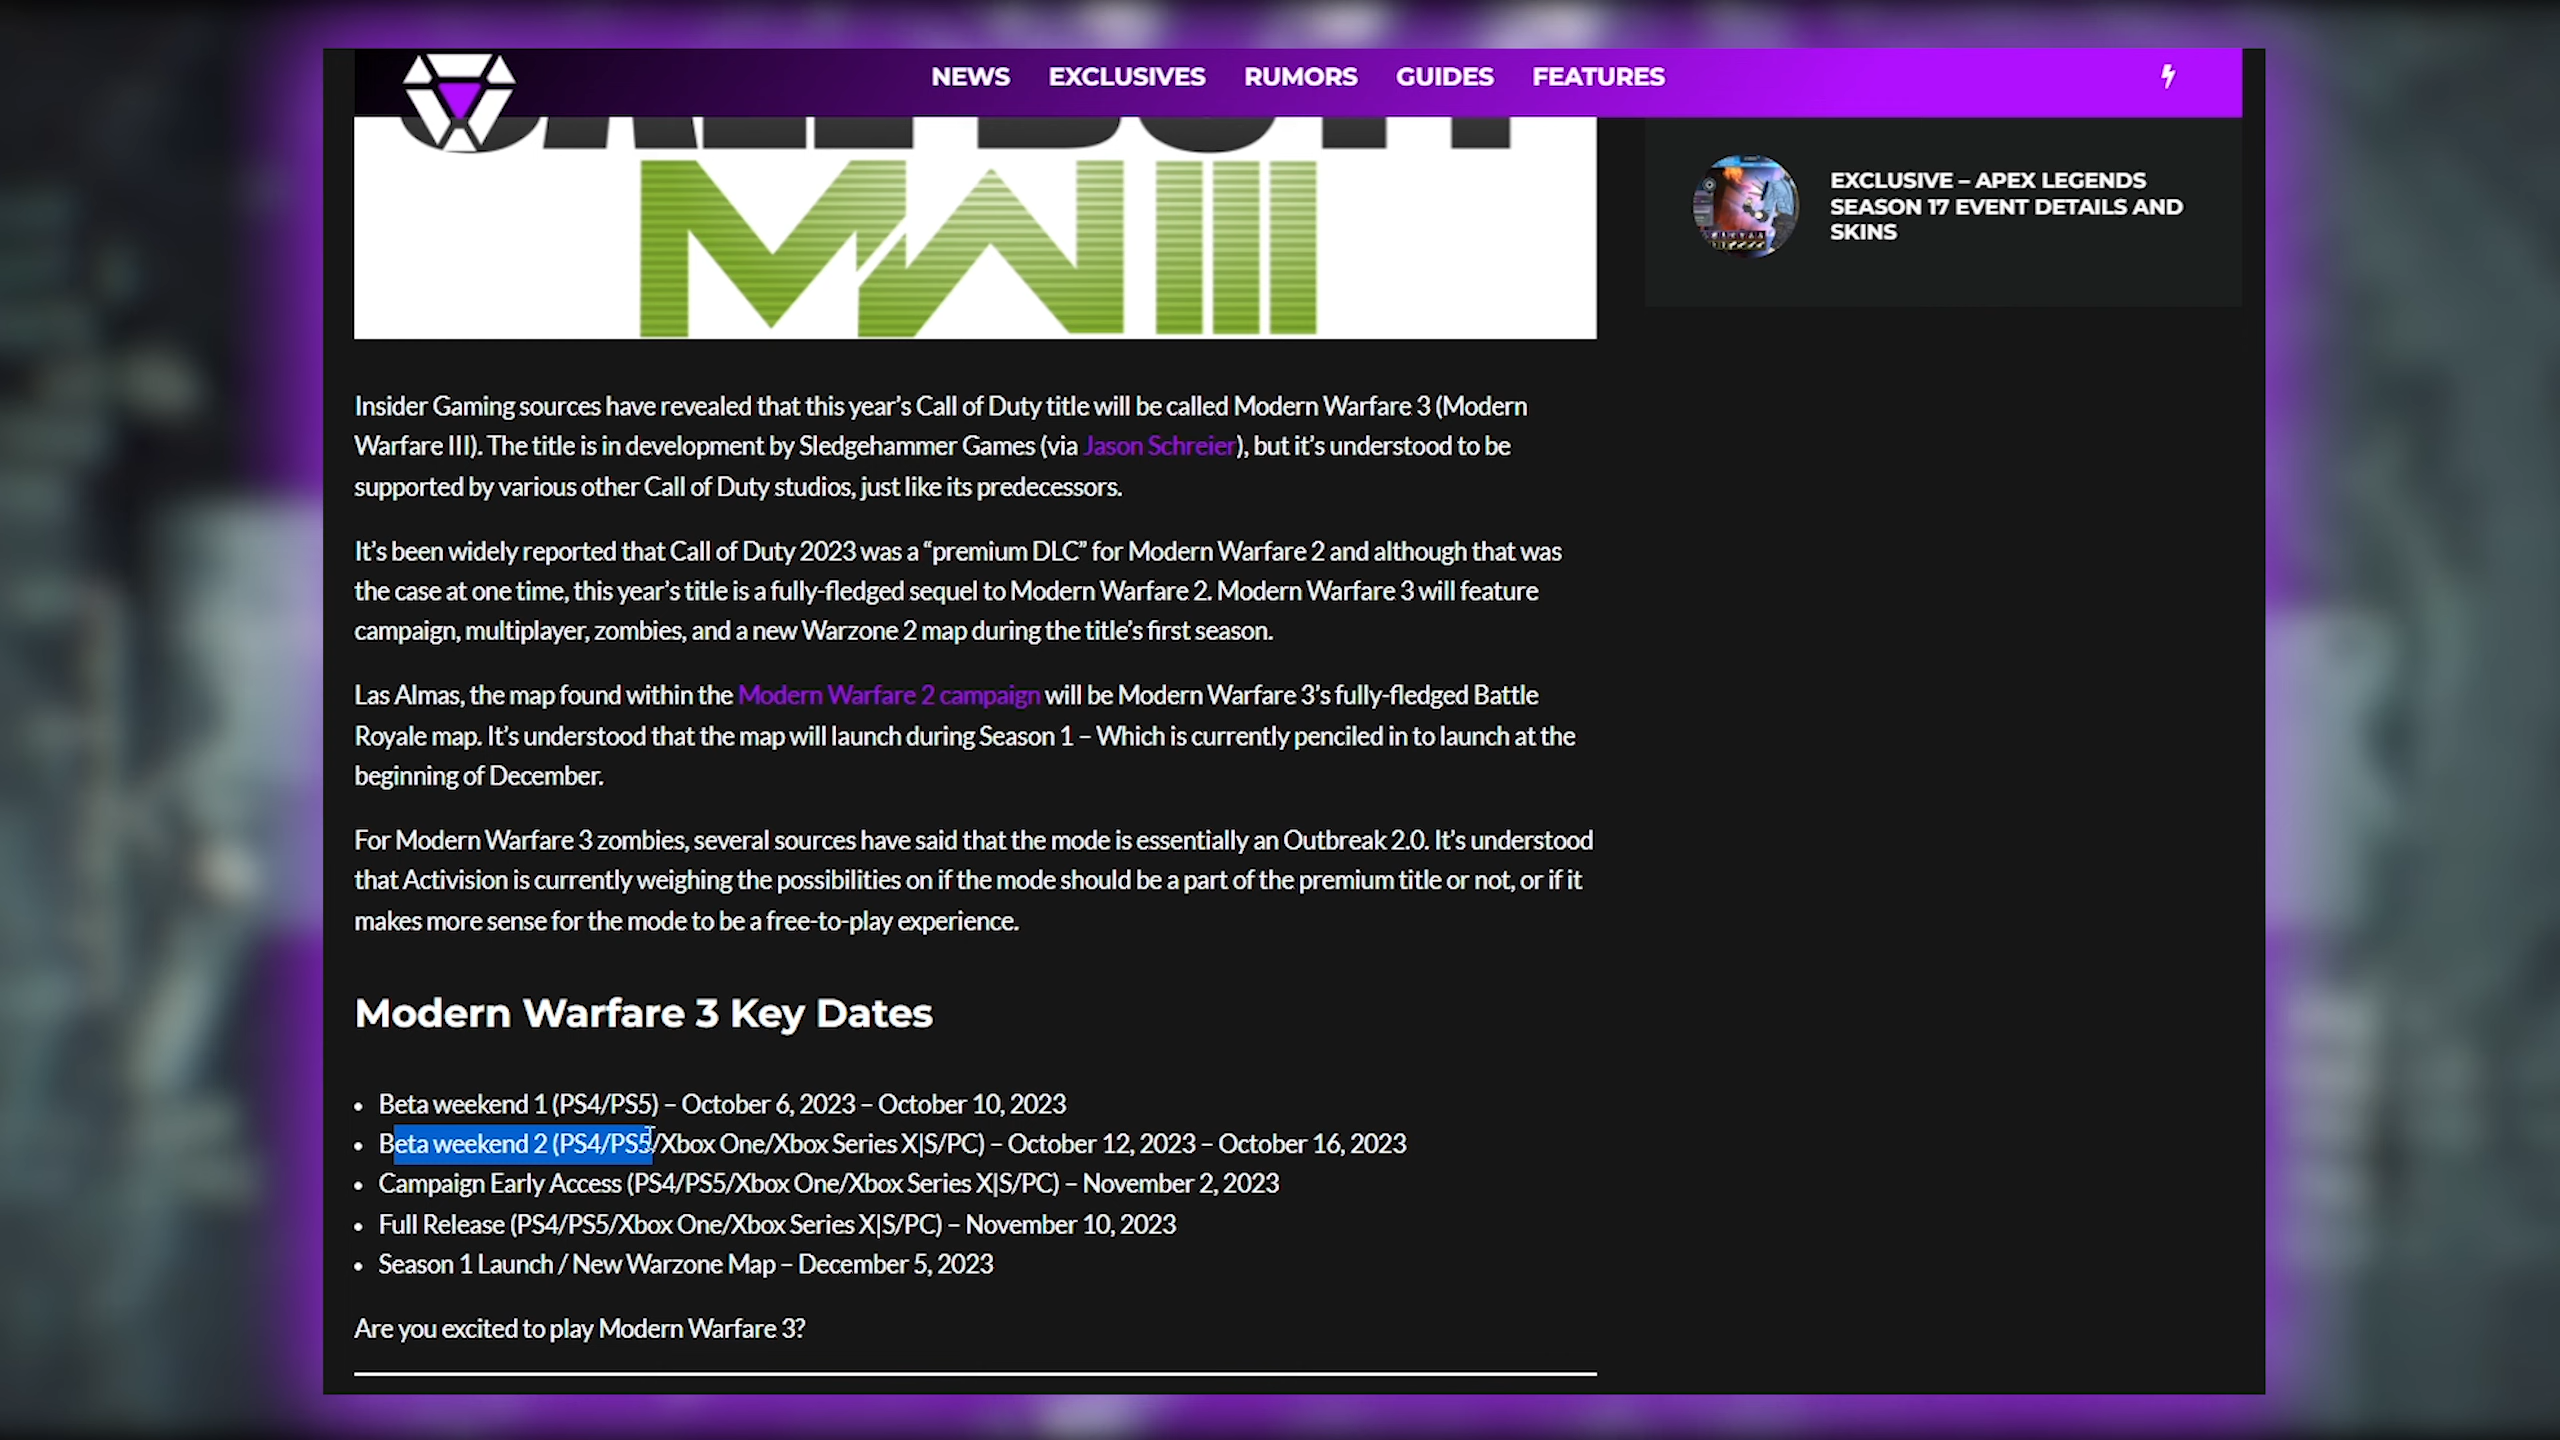 NEWS EXCLUSIVES RUMORS GUIDES FEATURES
MW III
EXCLUSIVE – APEX LEGENDS
SEASON 17 EVENT DETAILS AND
SKINS
Insider Gaming sources have revealed that this year’s Call of Duty title will be called Modern Warfare 3 (Modern
Warfare III). The title is in development by Sledgehammer Games (via Jason Schreier), but it’s understood to be
supported by various other Call of Duty studios, just like its predecessors.
It’s been widely reported that Call of Duty 2023 was a “premium DLC” for Modern Warfare 2 and although that was
the case at one time, this year’s title is a fully-fledged sequel to Modern Warfare 2. Modern Warfare 3 will feature
campaign, multiplayer, zombies, and a new Warzone 2 map during the title’s first season.
Las Almas, the map found within the Modern Warfare 2 campaign will be Modern Warfare 3’s fully-fledged Battle
Royale map. It’s understood that the map will launch during Season 1 – Which is currently penciled in to launch at the
beginning of December.
For Modern Warfare 3 zombies, several sources have said that the mode is essentially an Outbreak 2.0. It’s understood
that Activision is currently weighing the possibilities on if the mode should be a part of the premium title or not, or if it
makes more sense for the mode to be a free-to-play experience.
Modern Warfare 3 Key Dates
• Beta weekend 1 (PS4/PS5) – October 6, 2023 – October 10, 2023
• Beta weekend 2 (PS4/PS5/Xbox One/Xbox Series X|S/PC) – October 12, 2023 – October 16, 2023
• Campaign Early Access (PS4/PS5/Xbox One/Xbox Series X|S/PC) – November 2, 2023
• Full Release (PS4/PS5/Xbox One/Xbox Series X|S/PC) – November 10, 2023
• Season 1 Launch / New Warzone Map – December 5, 2023
Are you excited to play Modern Warfare 3?